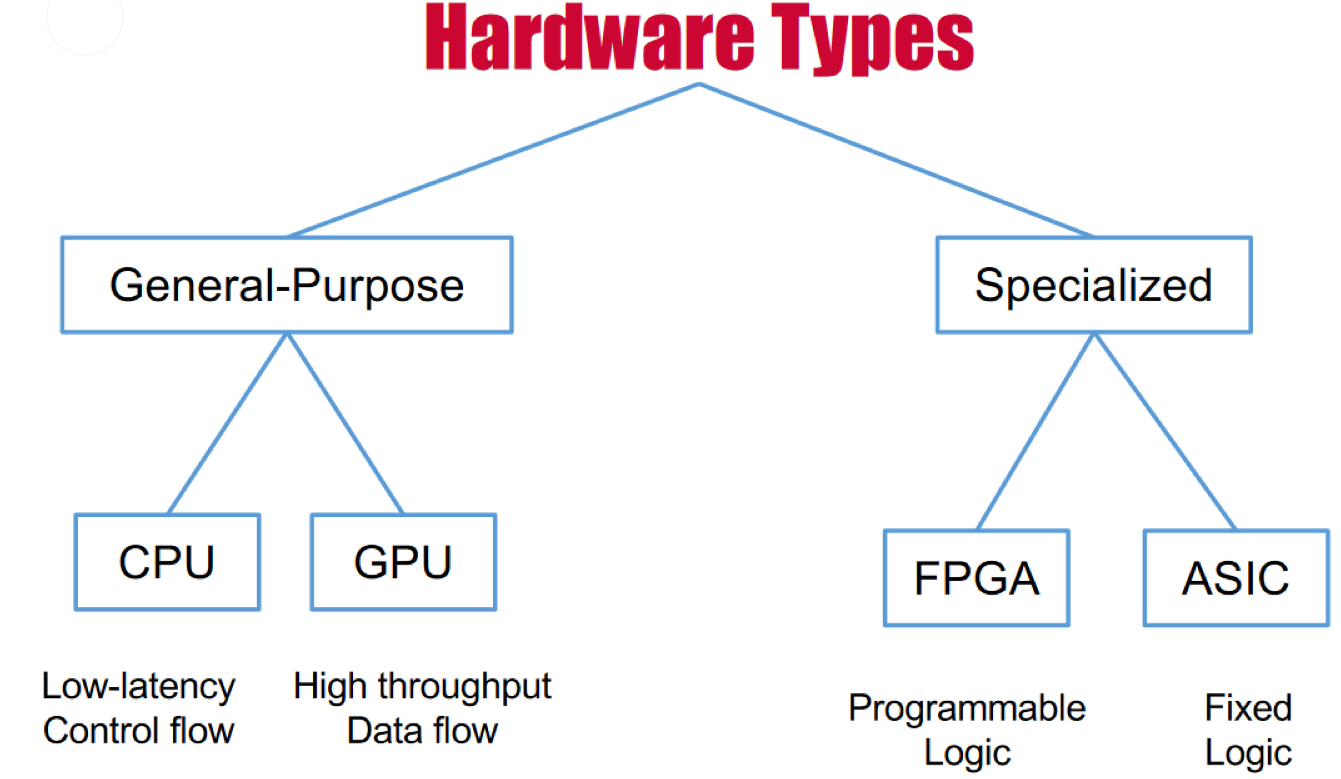 Hardware Types
General-Purpose
Specialized
CPU
GPU
FPGA
ASIC
Low-latency
Control flow
High throughput
Data flow
Programmable
Logic
Fixed
Logic